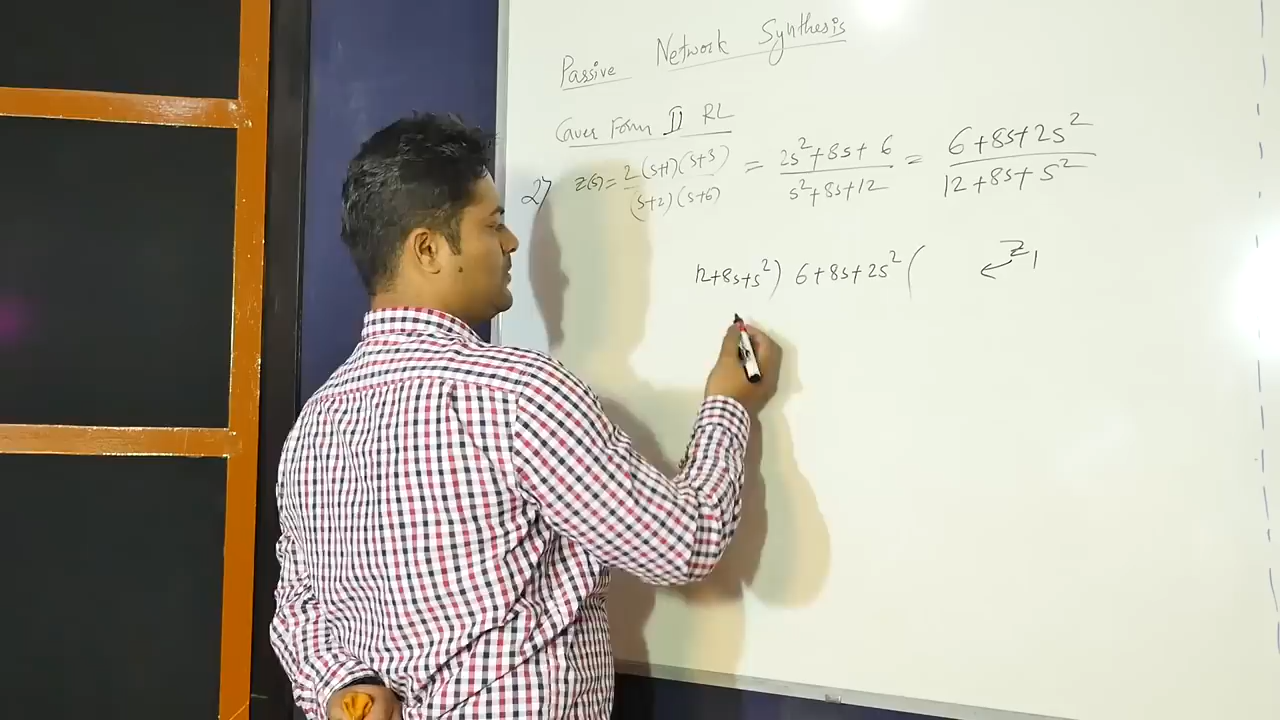 Passive Network Synthesis
Cauer Form II RL
2) Z(s) = 2(s+1)(s+3) / (s+2)(s+6) = 2s²+8s+6 / s²+8s+12 = 6+8s+2s² / 12+8s+s²
12+8s+s² ) 6+8s+2s² ( ← Z1